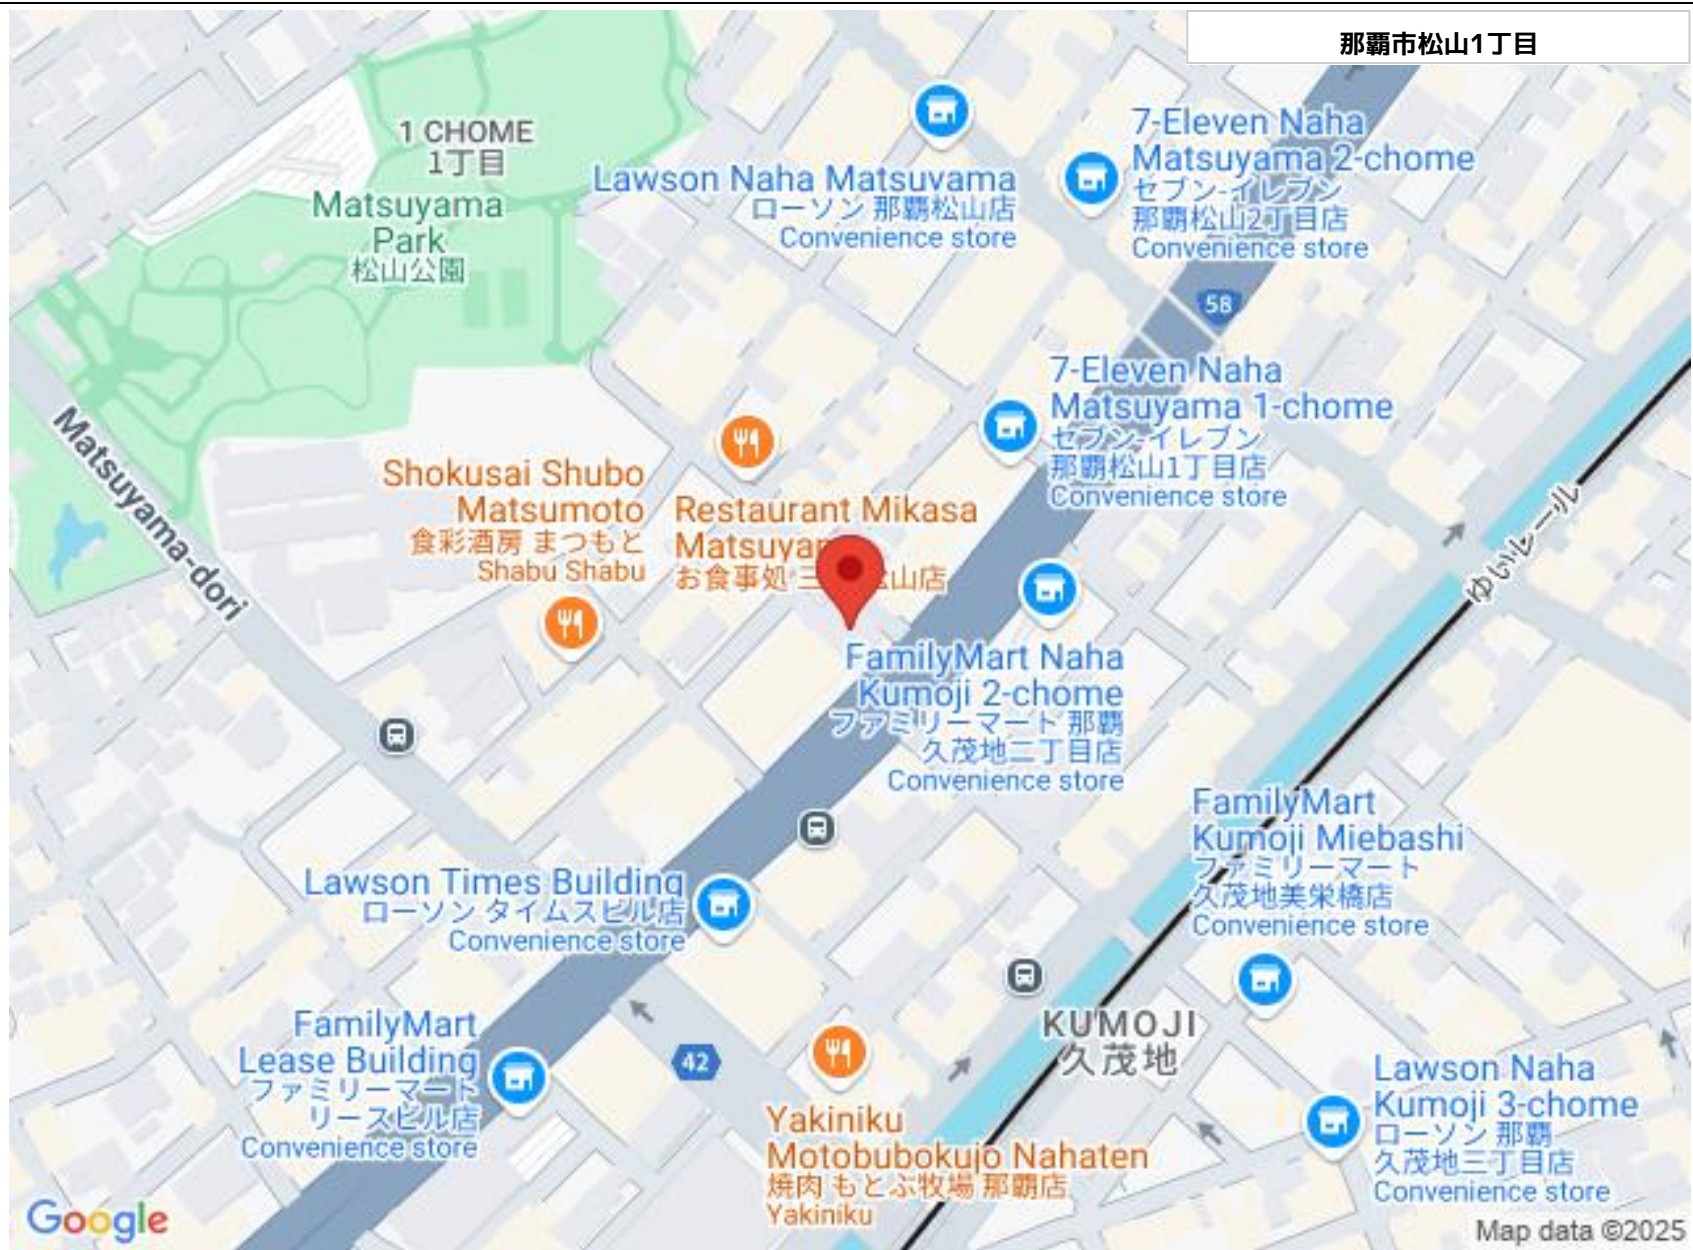 那覇市松山1丁目
1 CHOME
1丁目
Matsuyama
Park
松山公園
Lawson Naha Matsuyama
ローソン 那覇松山店
Convenience store
7-Eleven Naha
Matsuyama 2-chome
セブン-イレブン
那覇松山2丁目店
Convenience store
58
7-Eleven Naha
Matsuyama 1-chome
セブン-イレブン
那覇松山1丁目店
Convenience store
Matsuyama-dori
Shokusai Shubo
Matsumoto
食彩酒房 まつもと
Shabu Shabu
Restaurant Mikasa
お食事処
山店
ゆいレール
FamilyMart Naha
Kumoji 2-chome
ファミリーマート 那覇
久茂地二丁目店
Convenience store
FamilyMart
Kumoji Miebashi
ファミリーマート
久茂地美栄橋店
Convenience store
Lawson Times Building
ローソン タイムスビル店
Convenience store
FamilyMart
Lease Building
ファミリーマート
リースビル店
Convenience store
42
KUMOJI
久茂地
Yakiniku
Motobubokujo Nahaten
焼肉 もとぶ牧場 那覇店
Yakiniku
Lawson Naha
Kumoji 3-chome
ローソン 那覇
久茂地三丁目店
Convenience store
Google
Map data ©2025